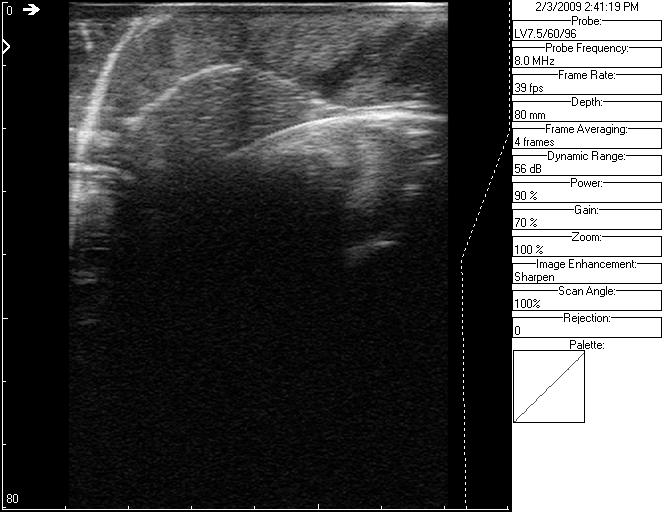 0
80
2/3/2009 2:41:19 PM
Probe:
LV7.5/60/96
Probe Frequency:
8.0 MHz
Frame Rate:
39 fps
Depth:
80 mm
Frame Averaging:
4 frames
Dynamic Range:
56 dB
Power:
90 %
Gain:
70 %
Zoom:
100 %
Image Enhancement:
Sharpen
Scan Angle:
100%
Rejection:
0
Palette: